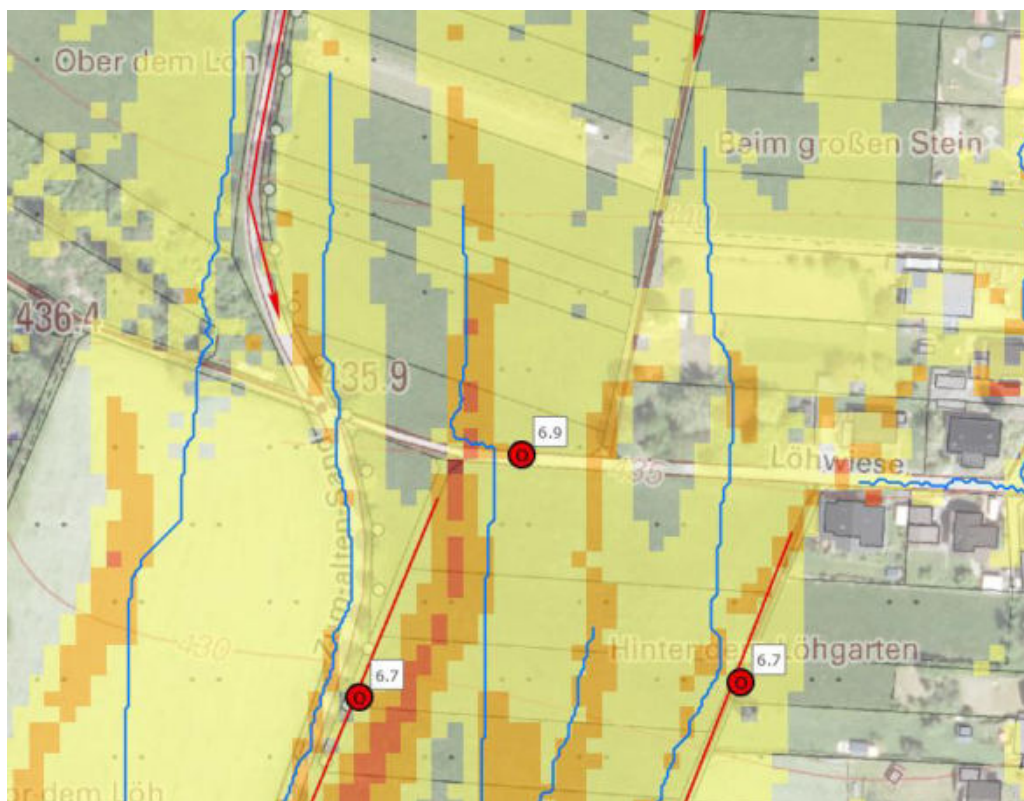 Ober dem Löh
Beim großen Stein
440
436.4
435.9
6.9
435
Löhwiese
Zum alten Sand
430
Hinter dem Löhgarten
6.7
6.7
or dem Löh